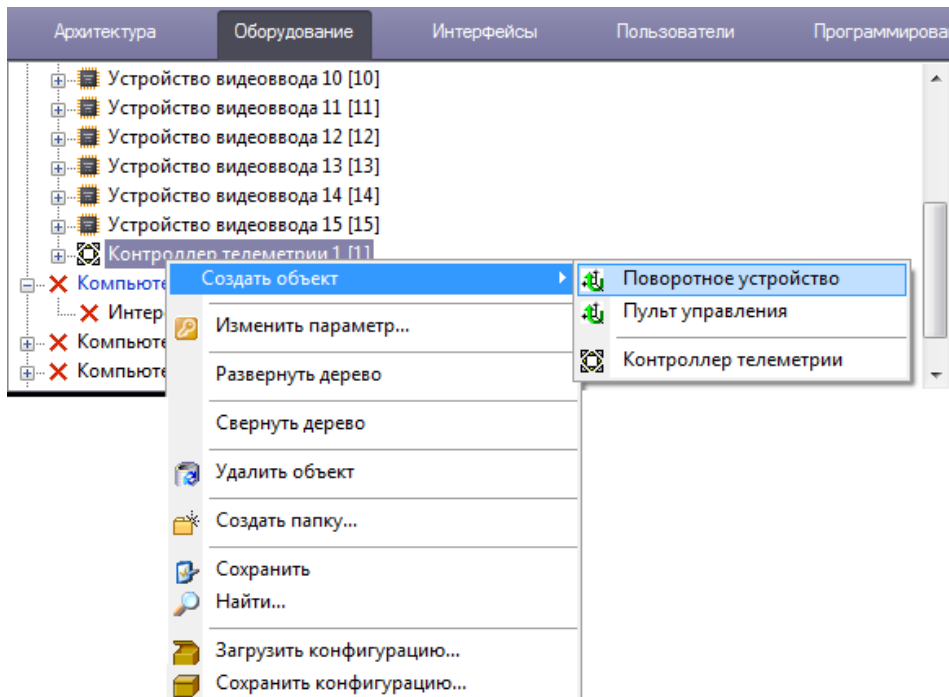 Архитектура Оборудование Интерфейсы Пользователи Программирова
Устройство видеоввода 10 [10]
Устройство видеоввода 11 [11]
Устройство видеоввода 12 [12]
Устройство видеоввода 13 [13]
Устройство видеоввода 14 [14]
Устройство видеоввода 15 [15]
Контроллер телеметрии 1 [1]
Компьюте
Интер
Компьюте
Компьюте
Создать объект
Изменить параметр...
Развернуть дерево
Свернуть дерево
Удалить объект
Создать папку...
Сохранить
Найти...
Загрузить конфигурацию...
Сохранить конфигурацию...
Поворотное устройство
Пульт управления
Контроллер телеметрии